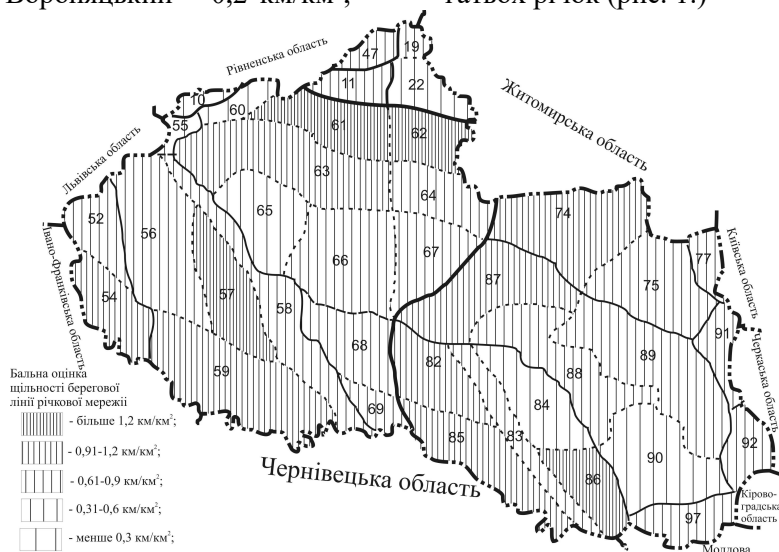 Вороняцький – 0,2 км/км²;
татьох річок (рис. 1.)
Рівненська область
Житомирська область
Львівська область
Івано-Франківська область
Київська область
Черкаська область
Кірово-
градська
область
Молдова
Чернівецька область
47
19
11
22
10
60
55
61
62
63
64
52
56
65
74
66
67
77
54
87
75
57
58
91
68
82
89
59
88
84
69
85
83
86
90
92
97
Бальна оцінка
щільності берегової
лінії річкової мережії
- більше 1,2 км/км²;
- 0,91-1,2 км/км²;
- 0,61-0,9 км/км²;
- 0,31-0,6 км/км²;
- менше 0,3 км/км²;